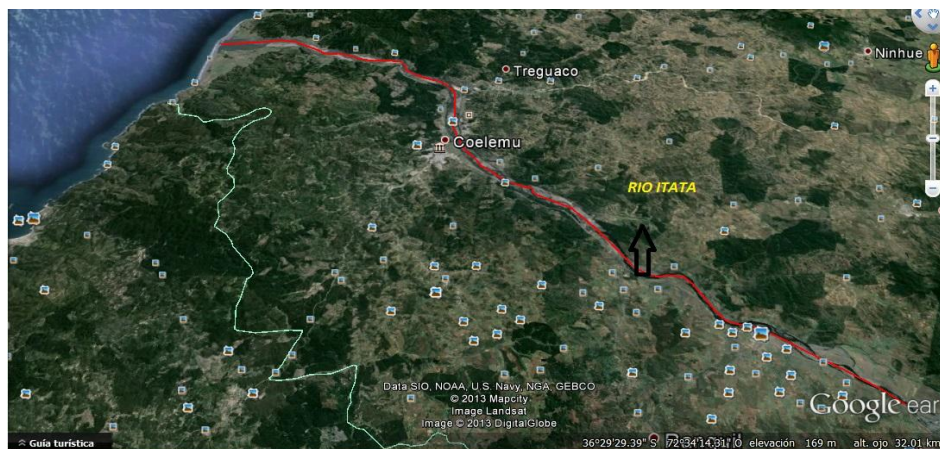 Ninhue
Treguaco
Coelemu
RIO ITATA
Data SIO, NOAA, U.S. Navy, NGA, GEBCO
© 2013 Mapcity
Image Landsat
Image © 2013 DigitalGlobe
Google ear
Guía turística
36°29'29.39" S 72°34'14.31" O elevación 169 m alt. ojo 32.01 km